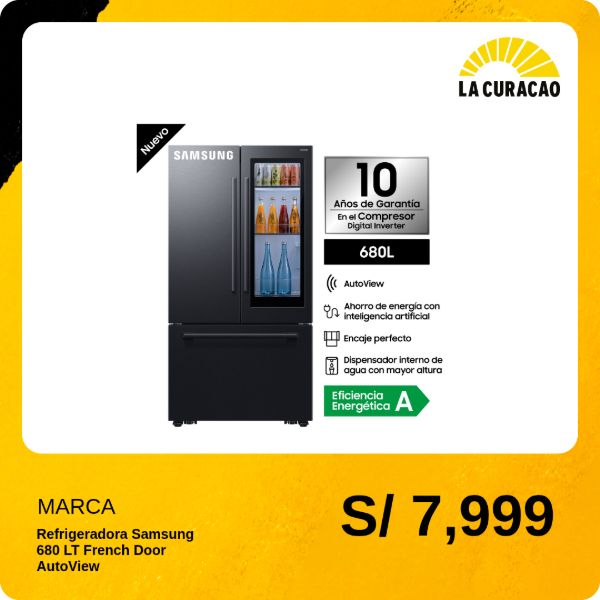 LA CURACAO
Nuevo
SAMSUNG
10
Años de Garantía
En el Compresor
Digital Inverter
680L
AutoView
Ahorro de energía con
inteligencia artificial
Encaje perfecto
Dispensador interno de
agua con mayor altura
Eficiencia
Energética A
MARCA
S/ 7,999
Refrigeradora Samsung
680 LT French Door
AutoView